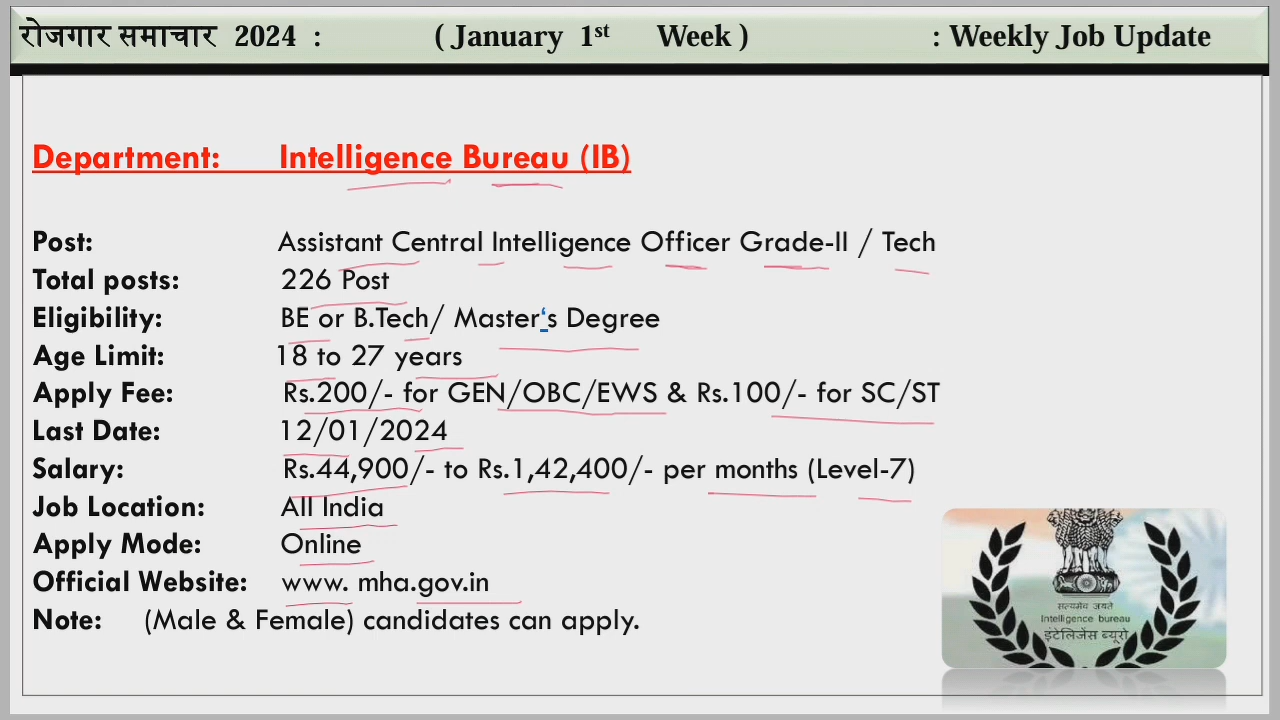 रोजगार समाचार 2024 : ( January 1st Week ) : Weekly Job Update
Department: Intelligence Bureau (IB)
Post: Assistant Central Intelligence Officer Grade-II / Tech
Total posts: 226 Post
Eligibility: BE or B.Tech/ Master‘s Degree
Age Limit: 18 to 27 years
Apply Fee: Rs.200/- for GEN/OBC/EWS & Rs.100/- for SC/ST
Last Date: 12/01/2024
Salary: Rs.44,900/- to Rs.1,42,400/- per months (Level-7)
Job Location: All India
Apply Mode: Online
Official Website: www. mha.gov.in
Note: (Male & Female) candidates can apply.
सत्यमेव जयते
Intelligence bureau
इंटेलिजेंस ब्यूरो